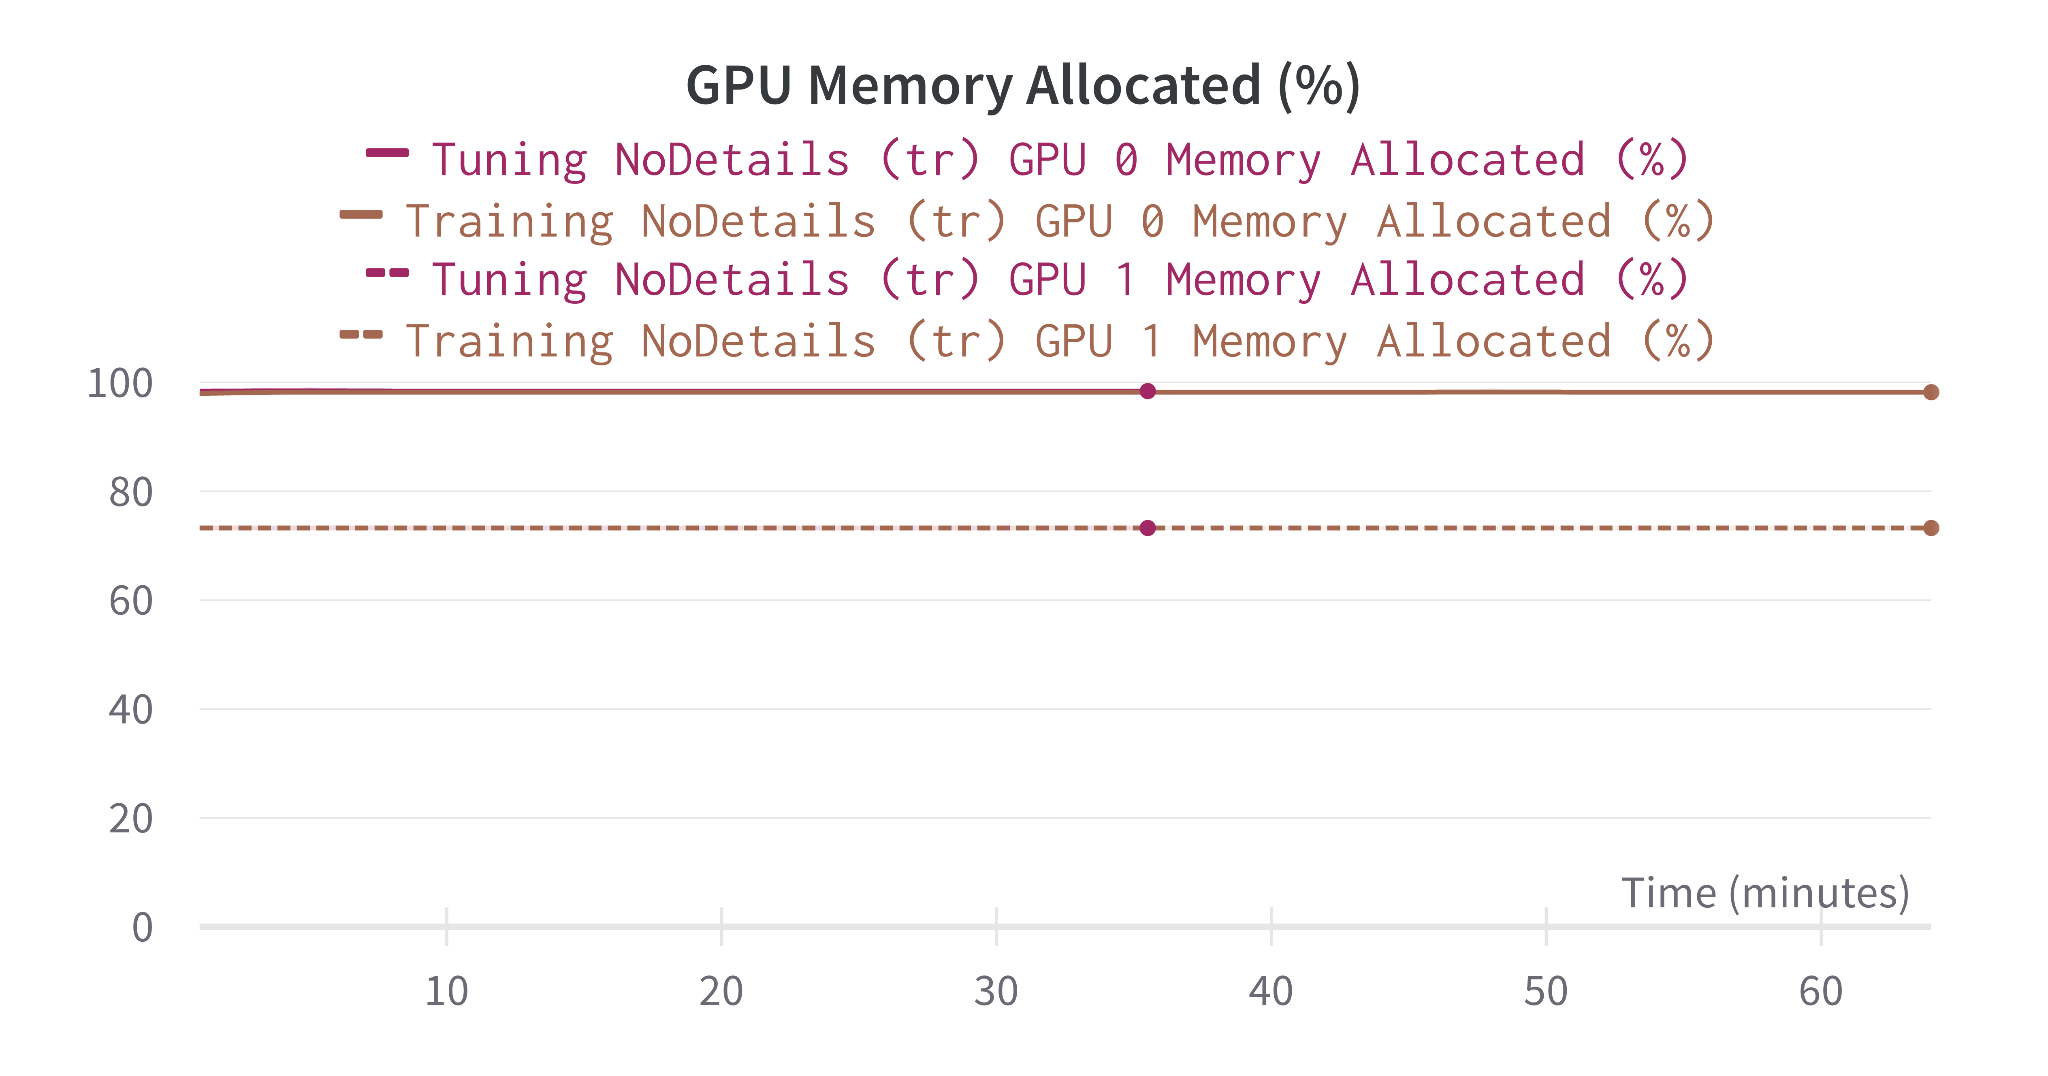 GPU Memory Allocated (%)
Tuning NoDetails (tr) GPU 0 Memory Allocated (%)
Training NoDetails (tr) GPU 0 Memory Allocated (%)
Tuning NoDetails (tr) GPU 1 Memory Allocated (%)
Training NoDetails (tr) GPU 1 Memory Allocated (%)
100
80
60
40
20
Time (minutes)
0
10 20 30 40 50 60